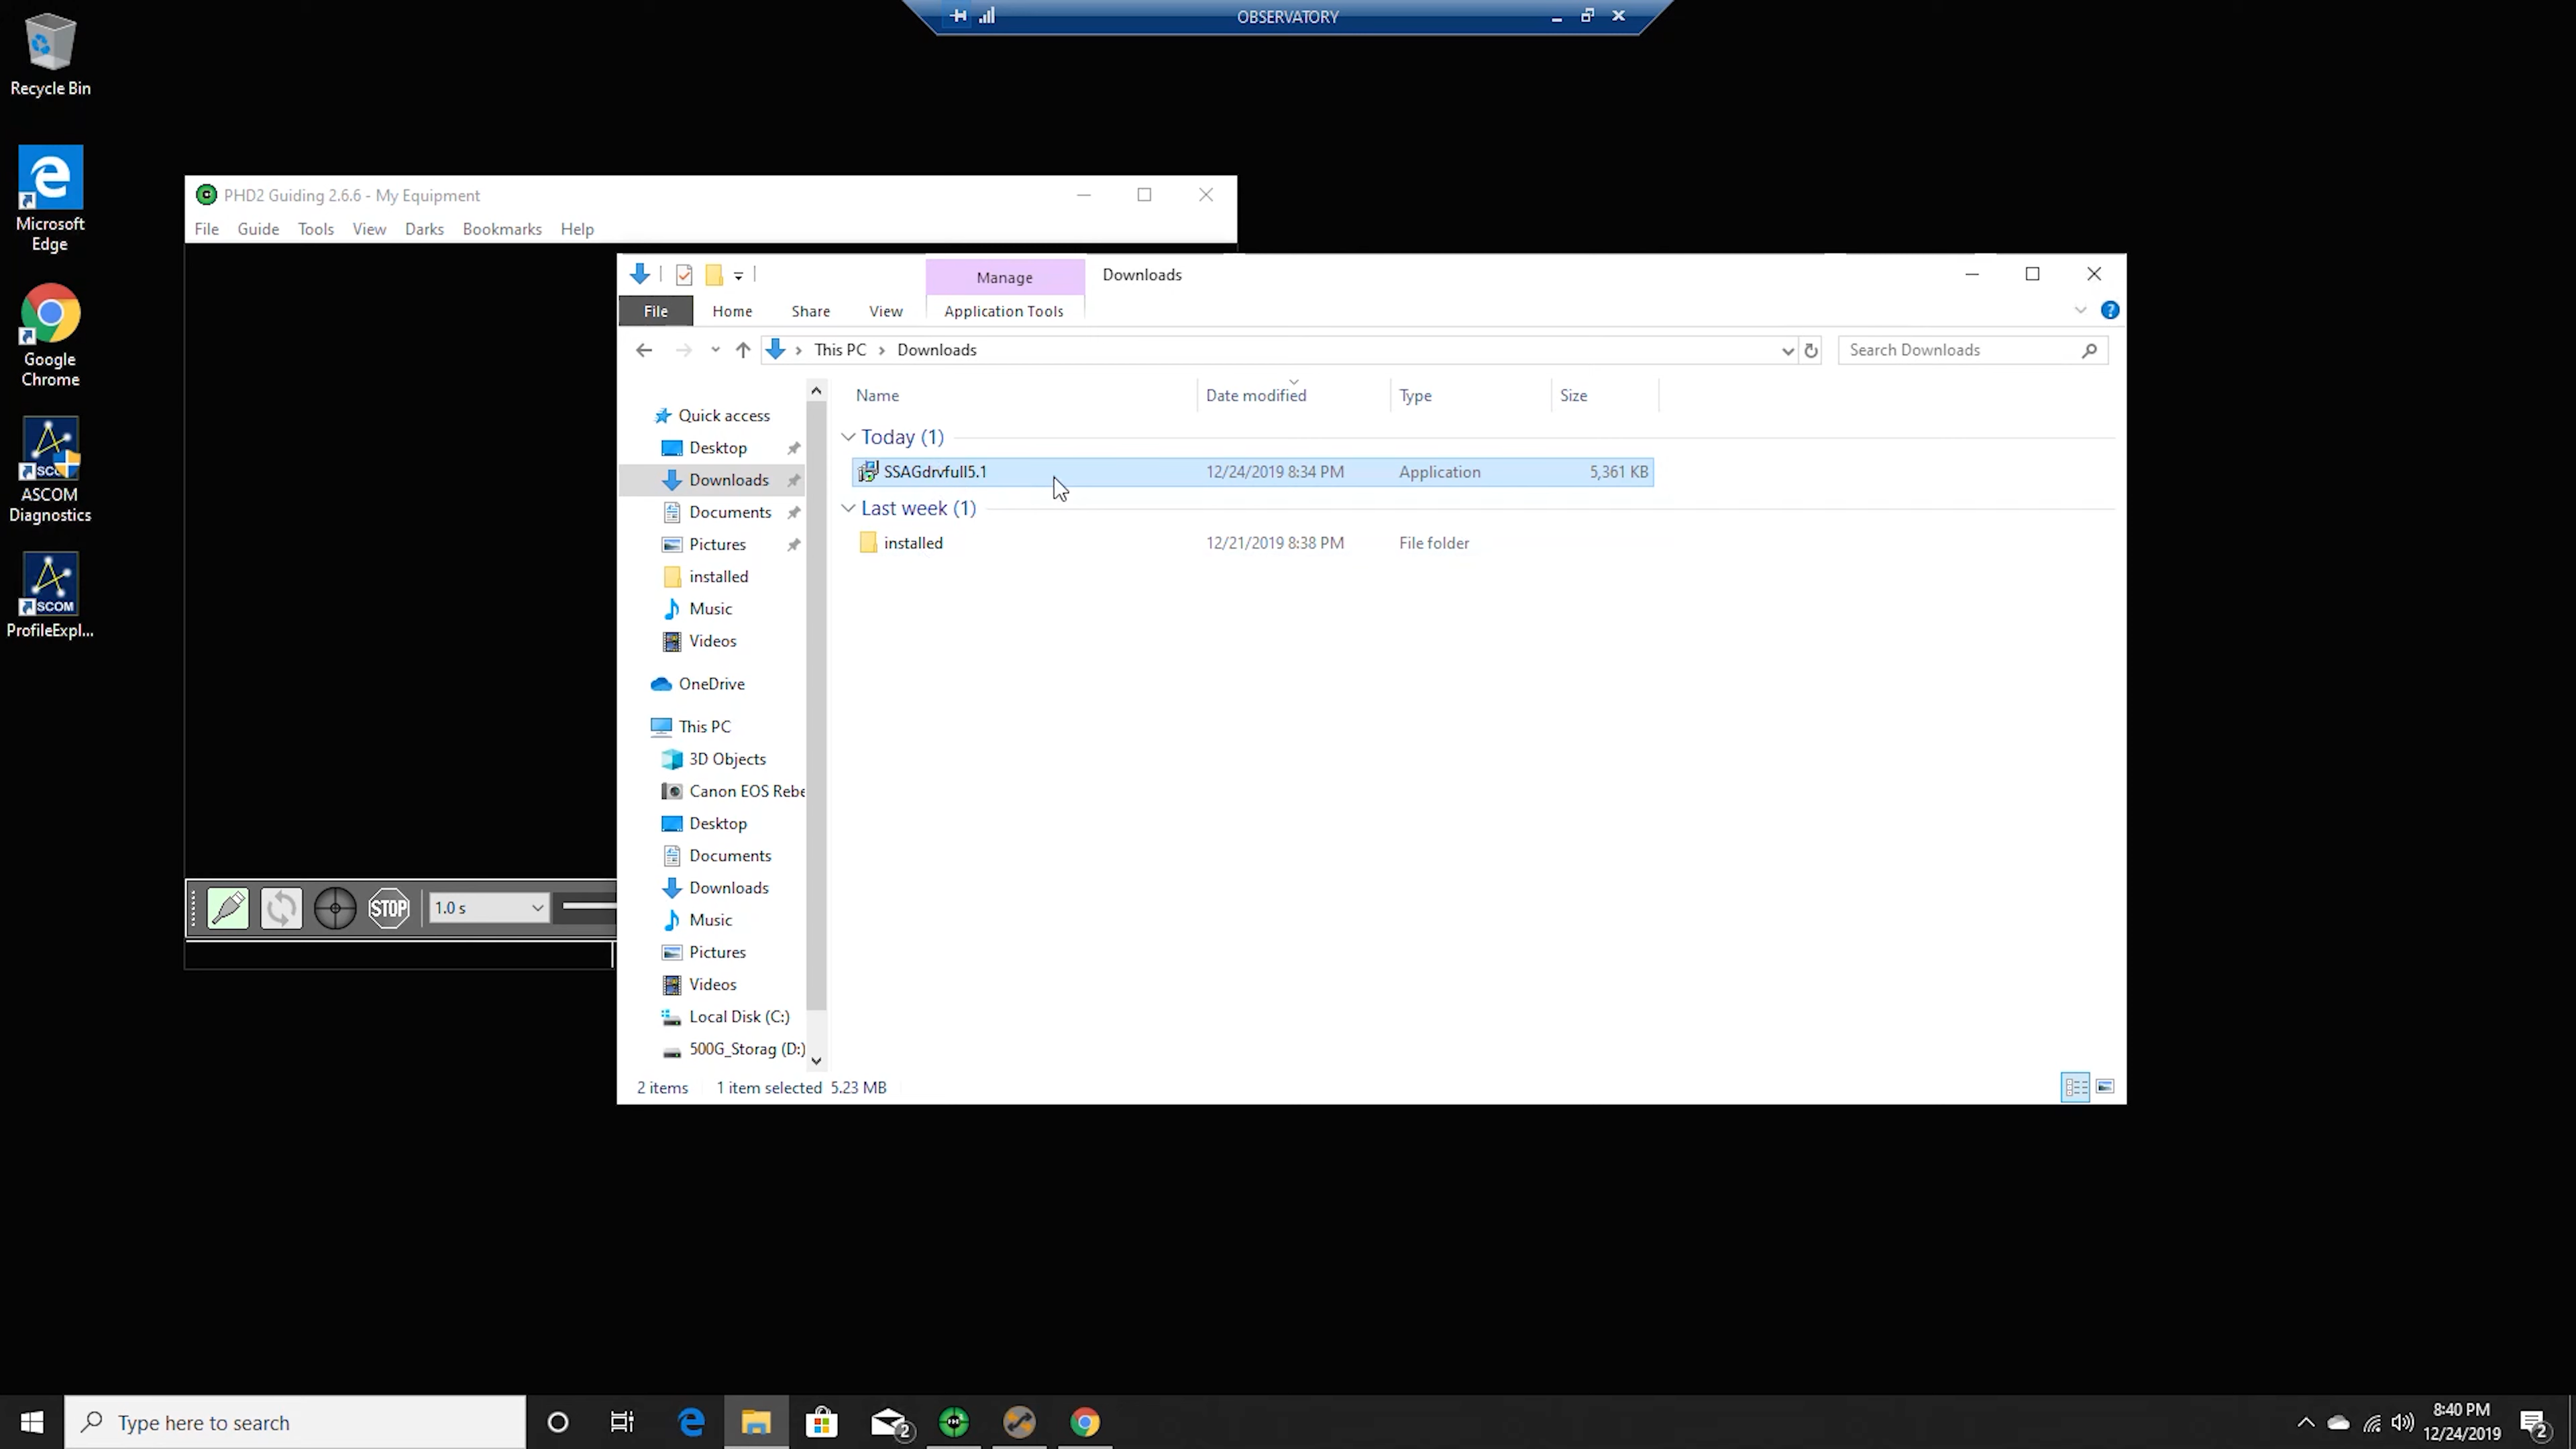 OBSERVATORY
Recycle Bin
Microsoft
Edge
Google
Chrome
ASCOM
Diagnostics
SCOM
ProfileExpl...
PHD2 Guiding 2.6.6 - My Equipment
File Guide Tools View Darks Bookmarks Help
1.0 s
STOP
Manage Downloads
File Home Share View Application Tools
This PC Downloads
Search Downloads
Name Date modified Type Size
Today (1)
SSAGdrvfull5.1 12/24/2019 8:34 PM Application 5,361 KB
Last week (1)
installed 12/21/2019 8:38 PM File folder
Quick access
Desktop
Downloads
Documents
Pictures
installed
Music
Videos
OneDrive
This PC
3D Objects
Canon EOS Rebe
Desktop
Documents
Downloads
Music
Pictures
Videos
Local Disk (C:)
500G_Storag (D:)
2 items 1 item selected 5.23 MB
Type here to search
2
8:40 PM
12/24/2019
2